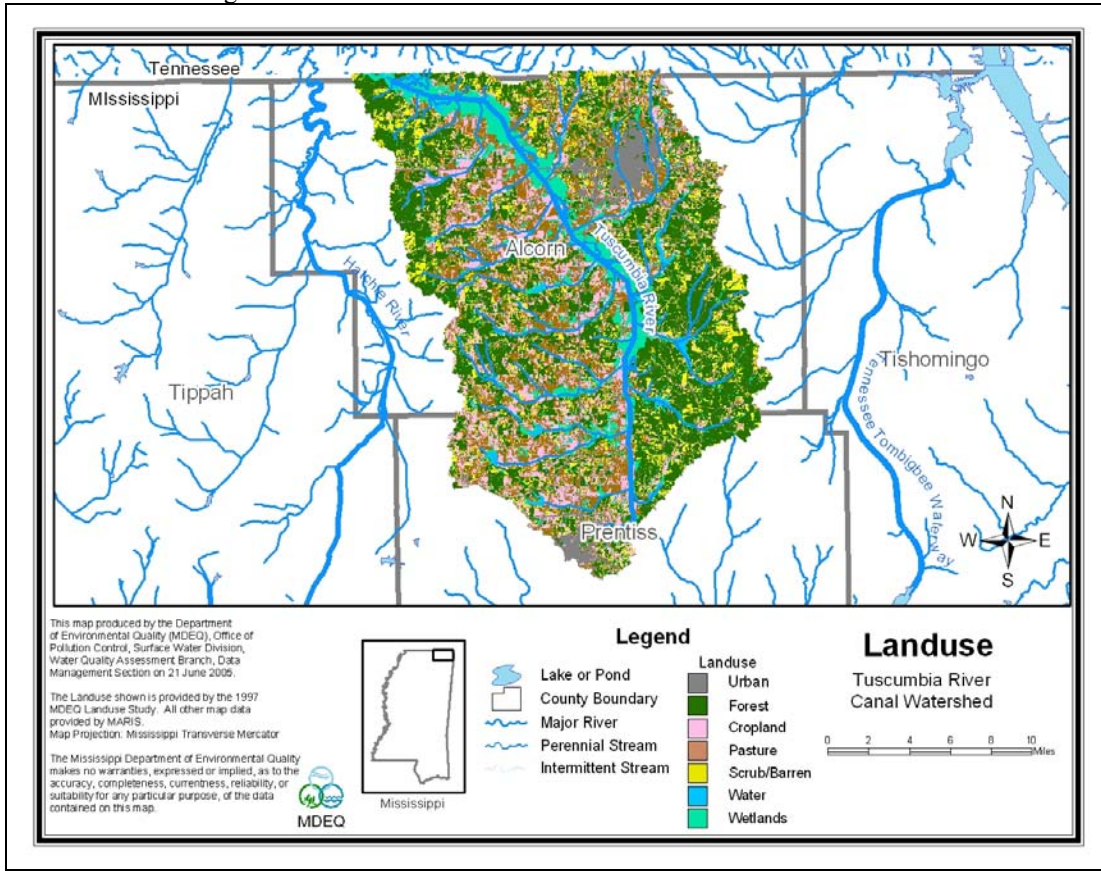 Tennessee
MIssissippi
Alcorn
Tuscumbia River
Hatchie River
Tippah
Tishomingo
Tennessee Tombigbee Waterway
Prentiss
N
W
E
S
This map produced by the Department
of Environmental Quality (MDEQ), Office of
Pollution Control, Surface Water Division,
Water Quality Assessment Branch, Data
Management Section on 21 June 2005.
The Landuse shown is provided by the 1997
MDEQ Landuse Study. All other map data
provided by MARIS.
Map Projection: Mississippi Transverse Mercator
The Mississippi Department of Environmental Quality
makes no warranties, expressed or implied, as to the
accuracy, completeness, currentness, reliability, or
suitability for any particular purpose, of the data
contained on this map.
MDEQ
Mississippi
Legend
Lake or Pond
County Boundary
Major River
Perennial Stream
Intermittent Stream
Landuse
Urban
Forest
Cropland
Pasture
Scrub/Barren
Water
Wetlands
Landuse
Tuscumbia River
Canal Watershed
0 2 4 6 8 10
Miles